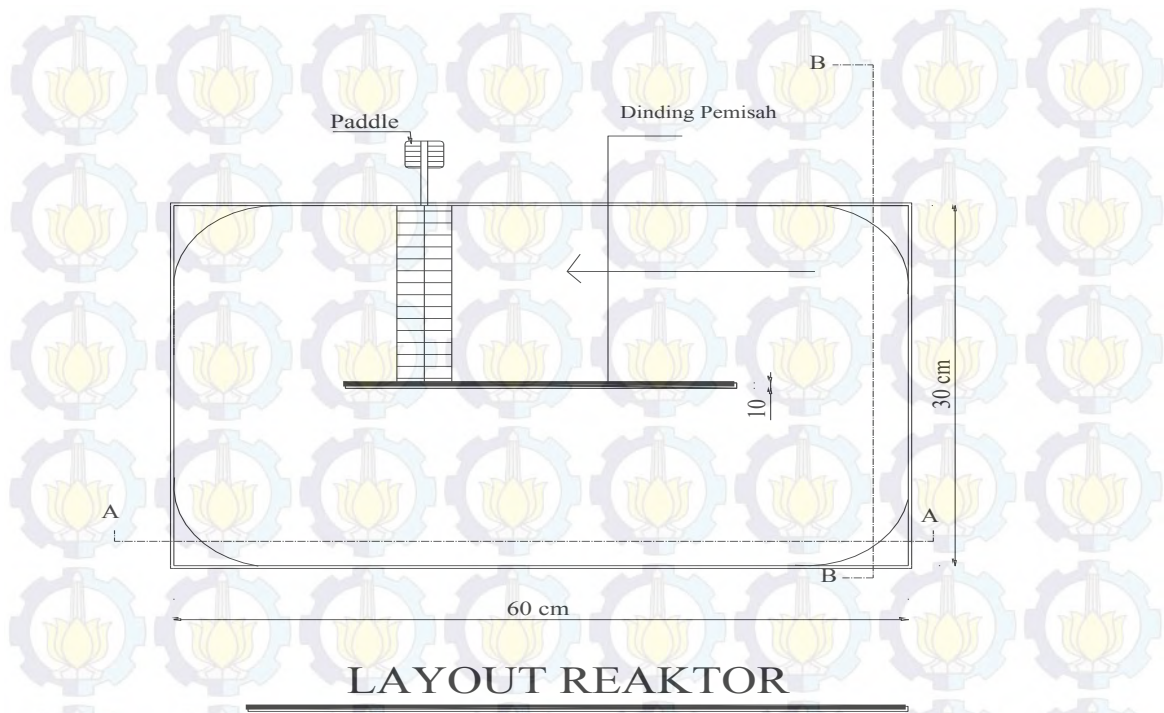 B
Paddle
Dinding Pemisah
10
30 cm
A
A
B
60 cm
LAYOUT REAKTOR